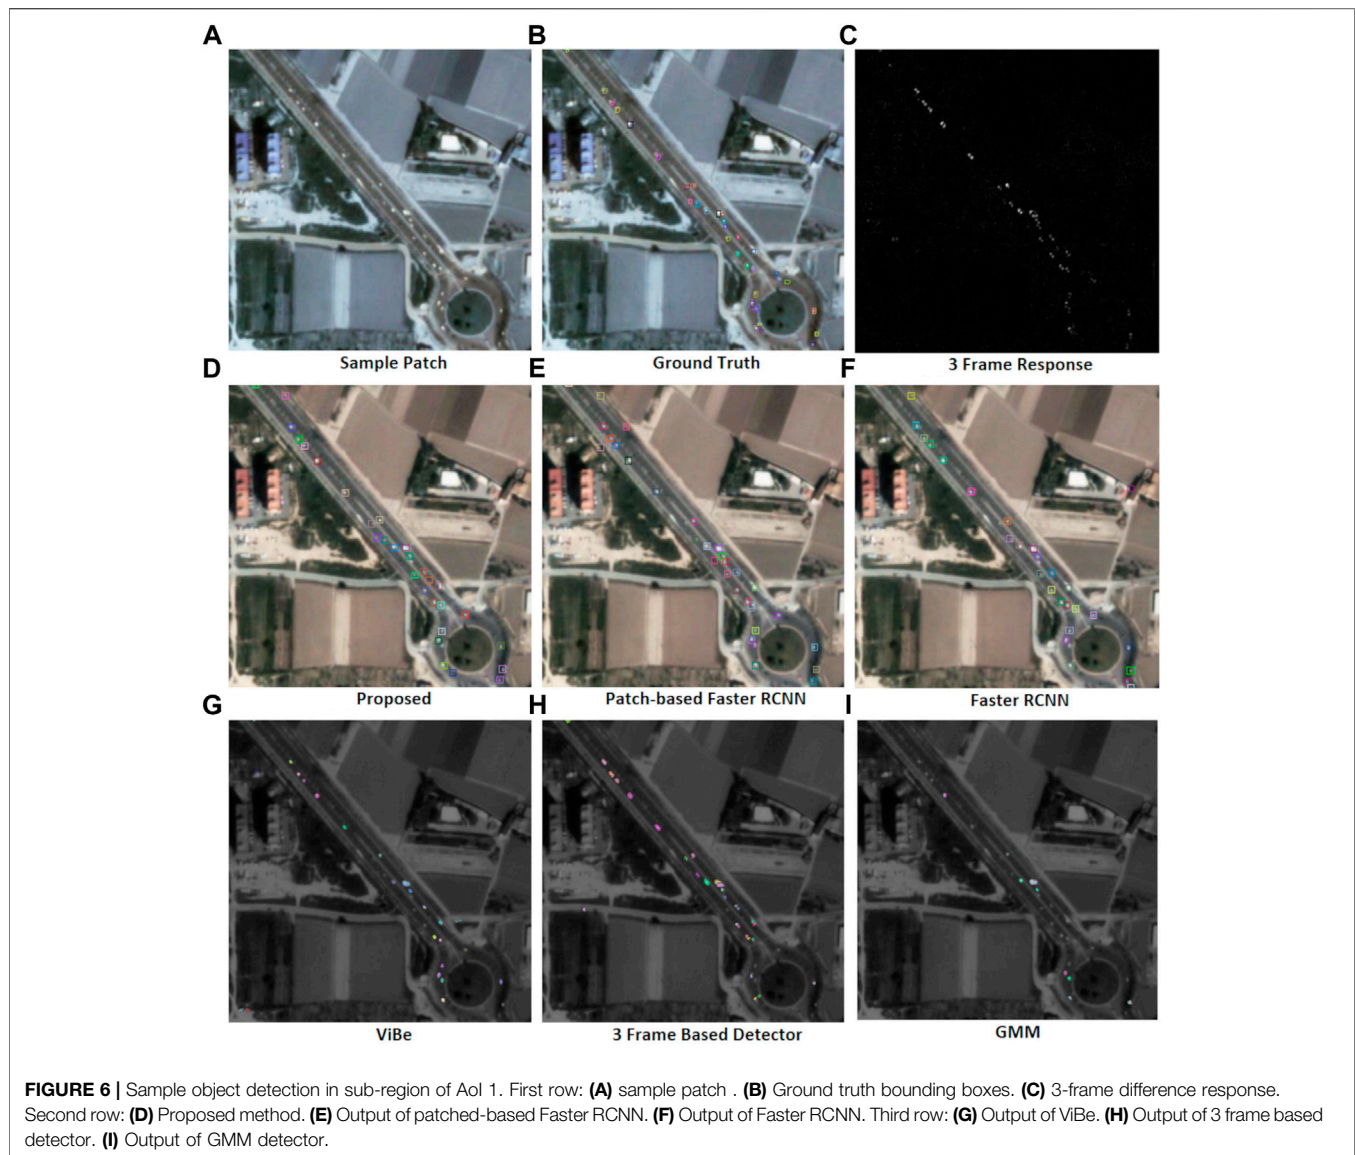 A
B
C
Sample Patch
Ground Truth
3 Frame Response
D
E
F
Proposed
Patch-based Faster RCNN
Faster RCNN
G
H
I
ViBe
3 Frame Based Detector
GMM
FIGURE 6 | Sample object detection in sub-region of AoI 1. First row: (A) sample patch . (B) Ground truth bounding boxes. (C) 3-frame difference response.
Second row: (D) Proposed method. (E) Output of patched-based Faster RCNN. (F) Output of Faster RCNN. Third row: (G) Output of ViBe. (H) Output of 3 frame based
detector. (I) Output of GMM detector.